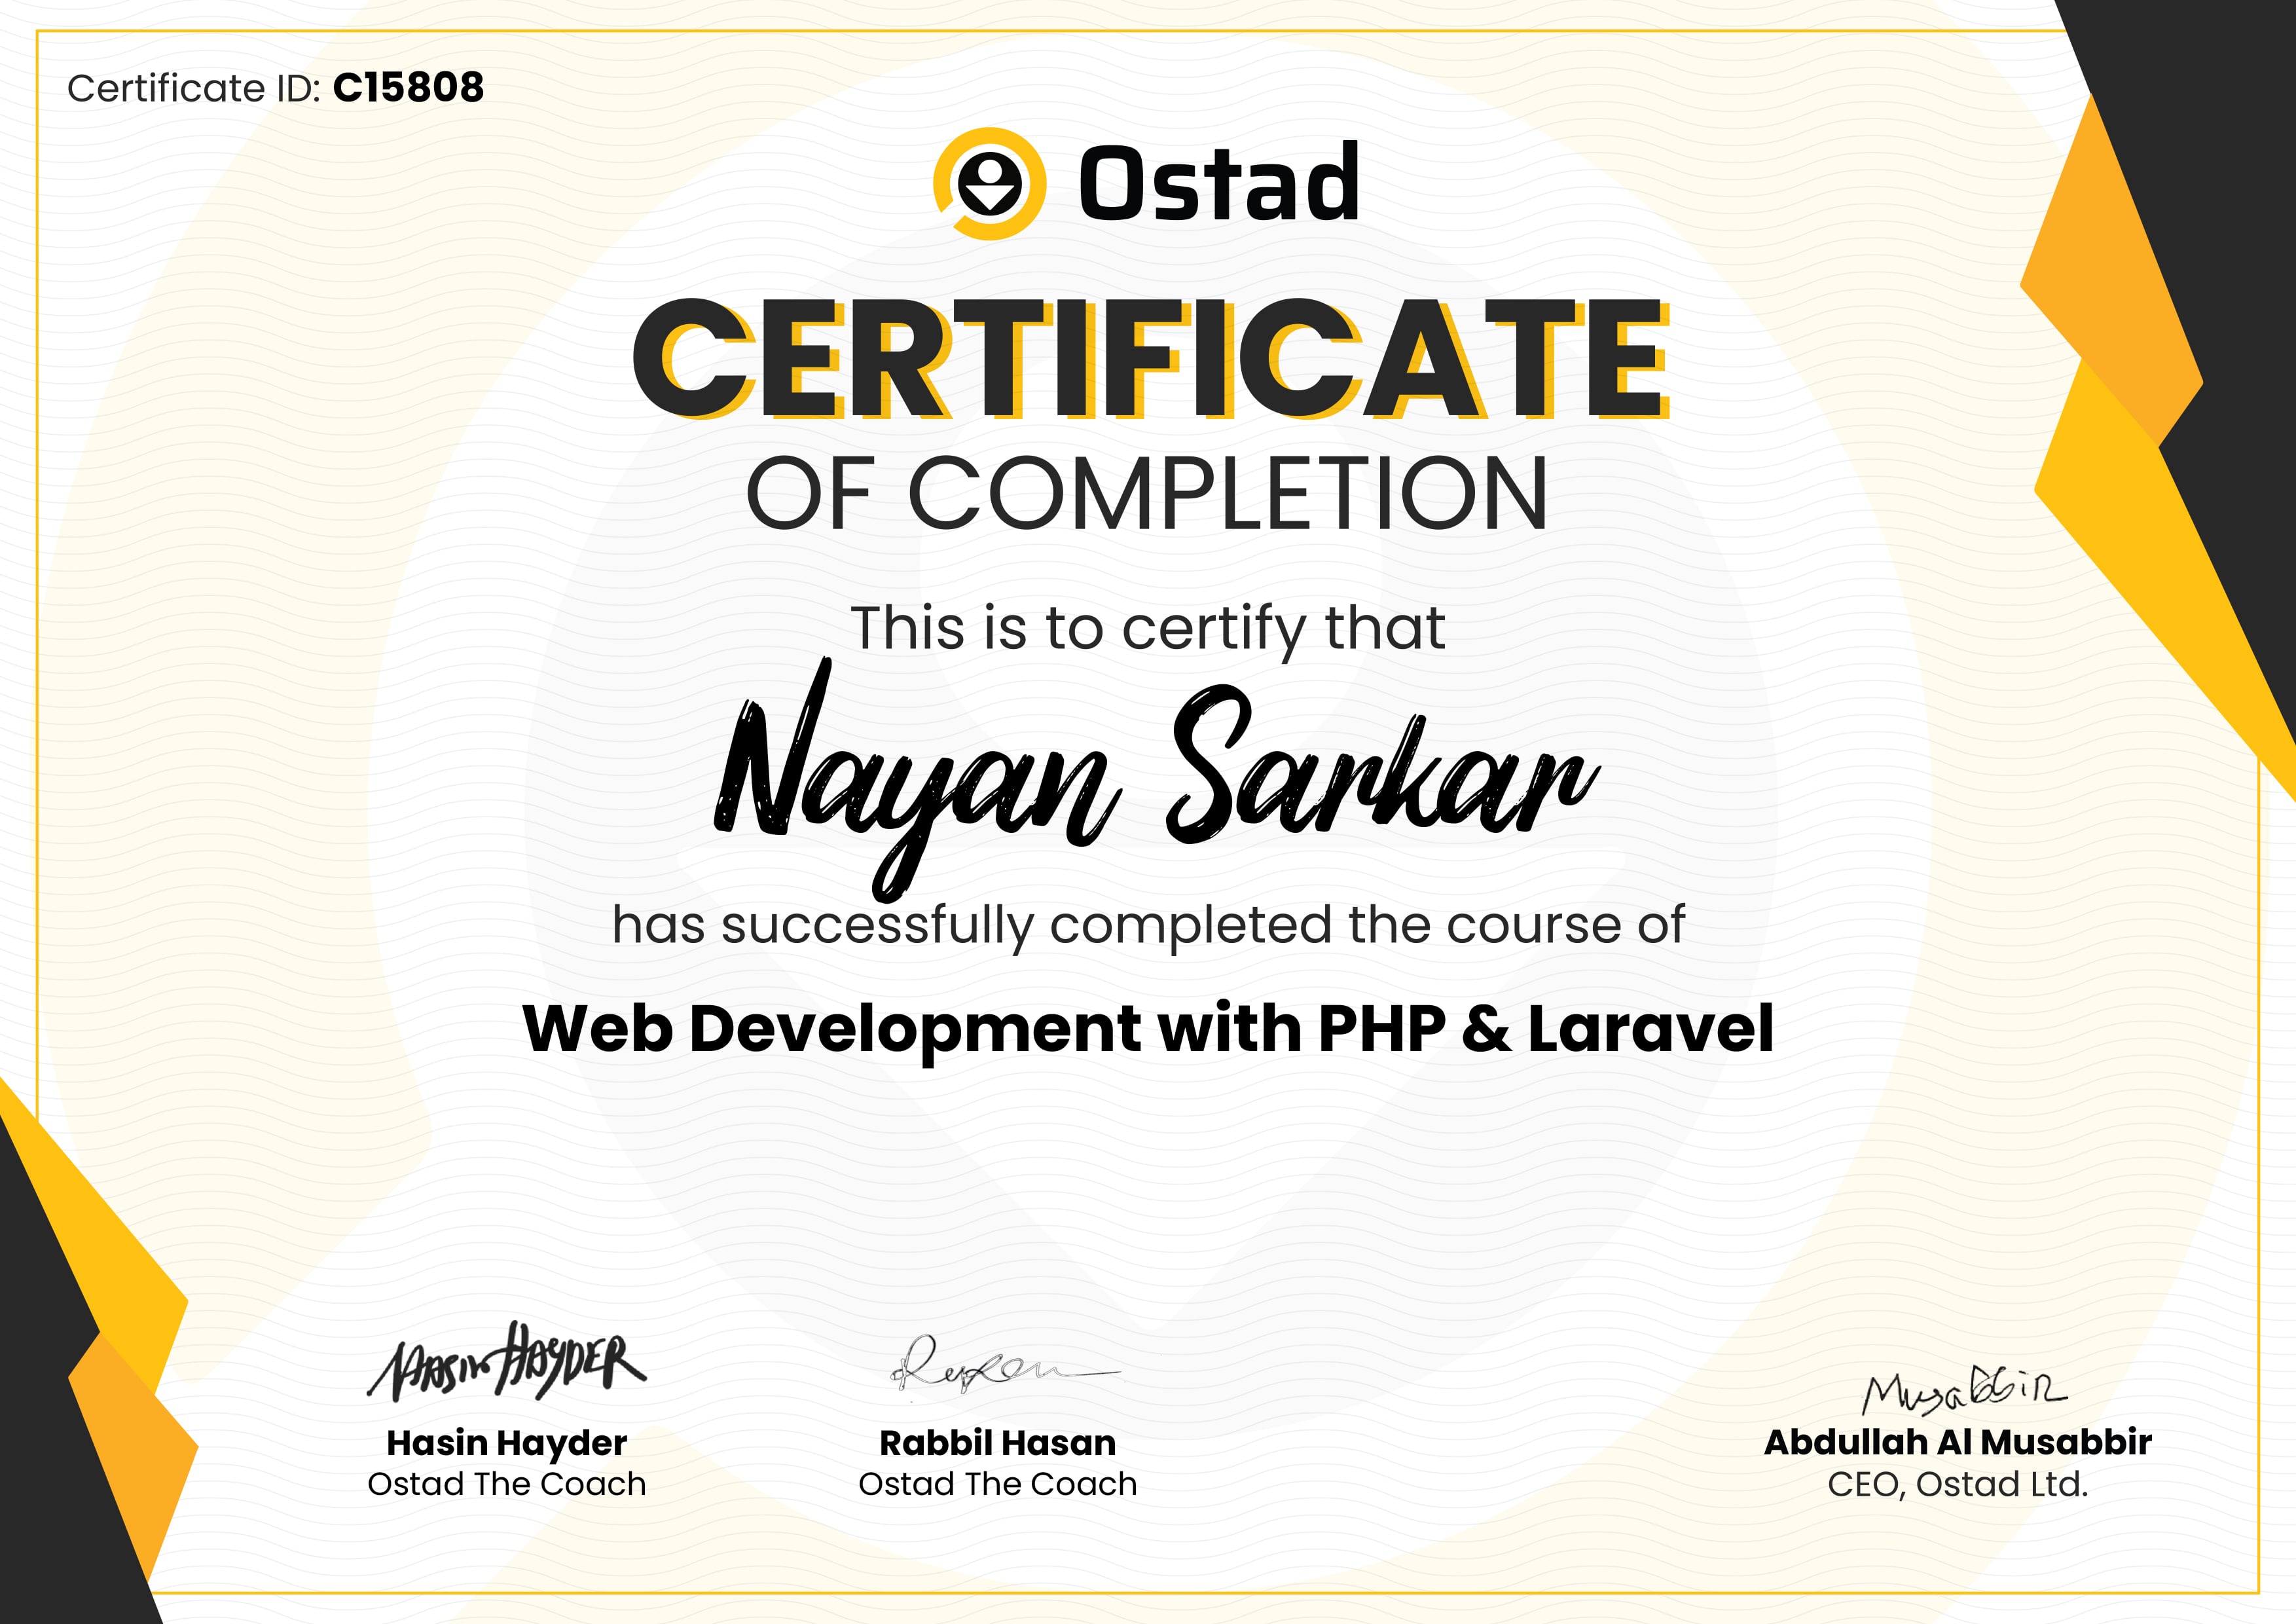 Certificate ID: C15808
Ostad
CERTIFICATE
OF COMPLETION
This is to certify that
Nayan Sarkar
has successfully completed the course of
Web Development with PHP & Laravel
Hasin Hayder
Musabbir
Hasin Hayder
Ostad The Coach
Rabbil Hasan
Ostad The Coach
Abdullah Al Musabbir
CEO, Ostad Ltd.